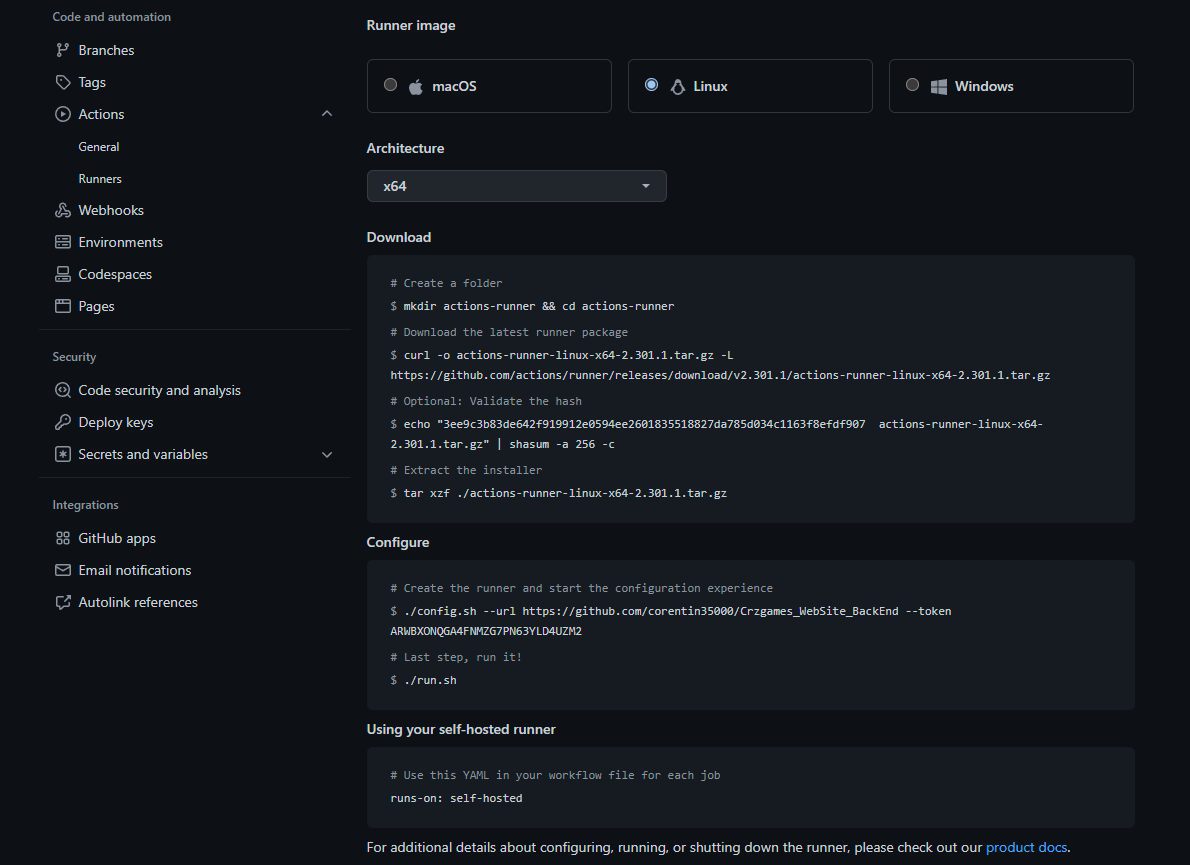 Code and automation
Branches
Tags
Actions
General
Runners
Webhooks
Environments
Codespaces
Pages
Security
Code security and analysis
Deploy keys
Secrets and variables
Integrations
GitHub apps
Email notifications
Autolink references
Runner image
macOS
Linux
Windows
Architecture
x64
Download
# Create a folder
$ mkdir actions-runner && cd actions-runner
# Download the latest runner package
$ curl -o actions-runner-linux-x64-2.301.1.tar.gz -L
https://github.com/actions/runner/releases/download/v2.301.1/actions-runner-linux-x64-2.301.1.tar.gz
# Optional: Validate the hash
$ echo "3ee9c3b83de642f919912e0594ee2601835518827da785d034c1163f8efdf907  actions-runner-linux-x64-
2.301.1.tar.gz" | shasum -a 256 -c
# Extract the installer
$ tar xzf ./actions-runner-linux-x64-2.301.1.tar.gz
Configure
# Create the runner and start the configuration experience
$ ./config.sh --url https://github.com/corentin35000/Crzgames_WebSite_BackEnd --token
ARWBXONQGA4FNMZG7PN63YLD4UZM2
# Last step, run it!
$ ./run.sh
Using your self-hosted runner
# Use this YAML in your workflow file for each job
runs-on: self-hosted
For additional details about configuring, running, or shutting down the runner, please check out our product docs.